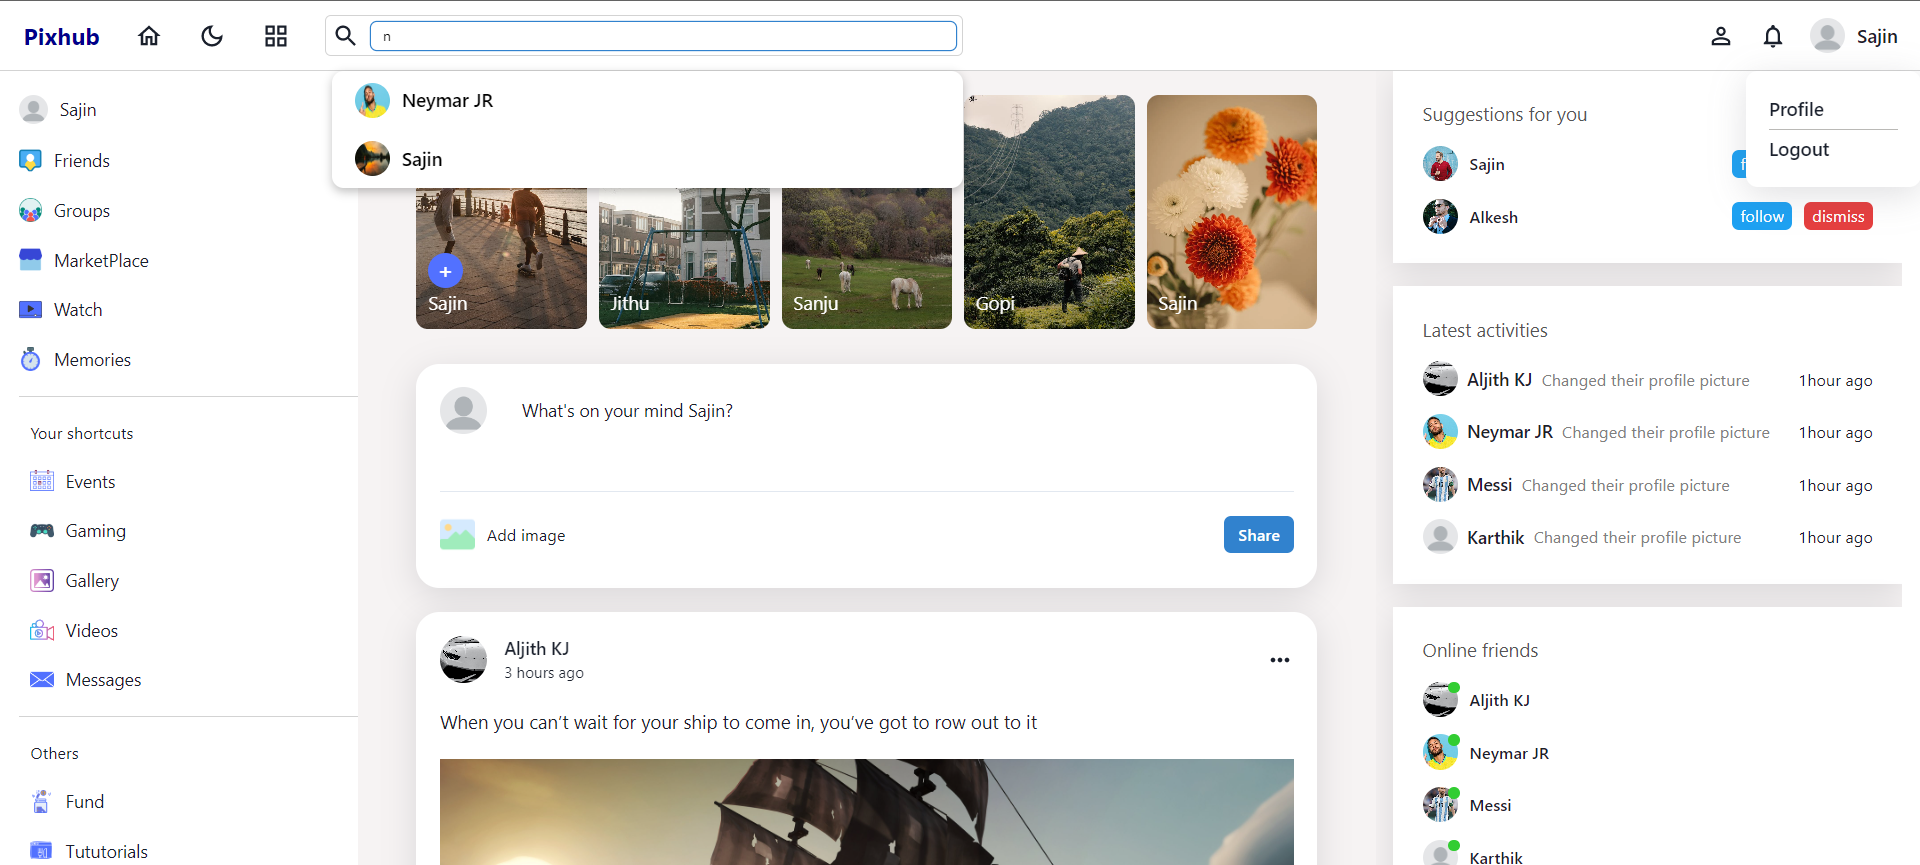 Pixhub
n
Sajin
Neymar JR
Sajin
Profile
Logout
Sajin
Friends
Groups
MarketPlace
Watch
Memories
Your shortcuts
Events
Gaming
Gallery
Videos
Messages
Others
Fund
Tututorials
+
Sajin
Jithu
Sanju
Gopi
Sajin
What's on your mind Sajin?
Add image
Share
Aljith KJ
3 hours ago
When you can’t wait for your ship to come in, you’ve got to row out to it
Suggestions for you
Sajin
f
Alkesh
follow dismiss
Latest activities
Aljith KJ Changed their profile picture 1hour ago
Neymar JR Changed their profile picture 1hour ago
Messi Changed their profile picture 1hour ago
Karthik Changed their profile picture 1hour ago
Online friends
Aljith KJ
Neymar JR
Messi
Karthik